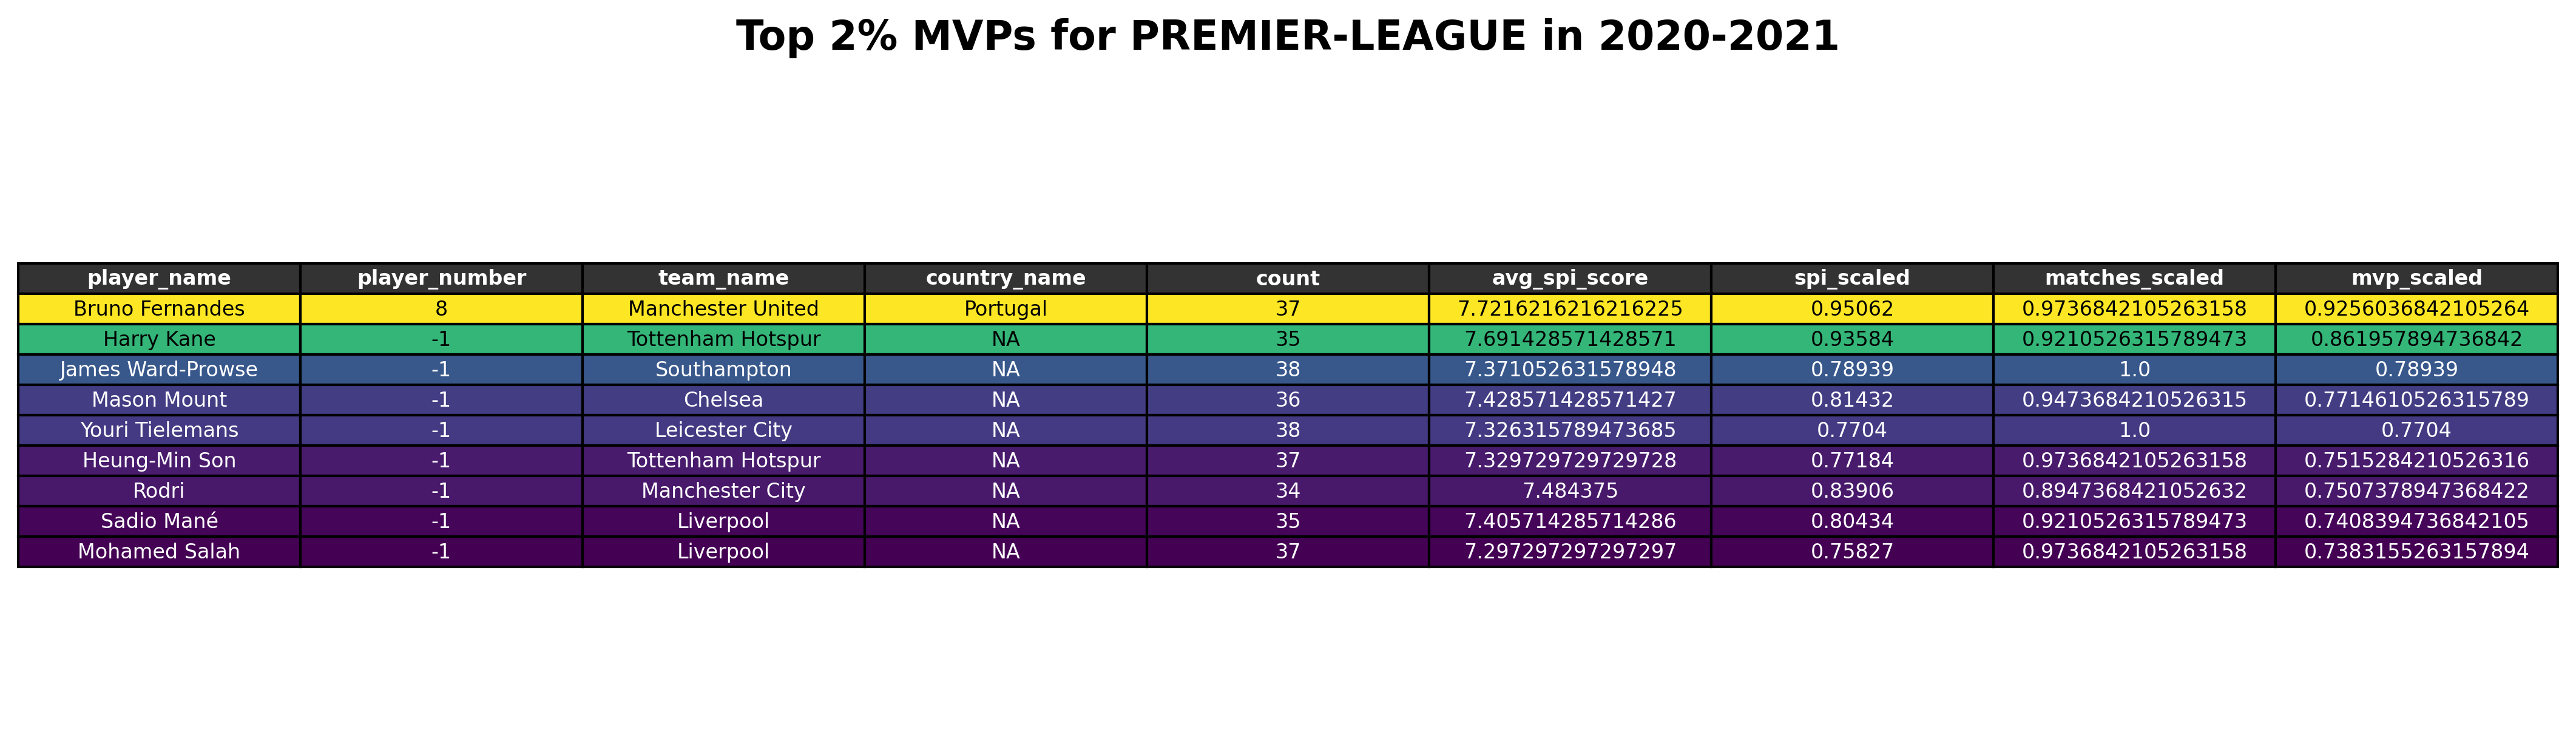 Top 2% MVPs for PREMIER-LEAGUE in 2020-2021
player_name player_number team_name country_name count avg_spi_score spi_scaled matches_scaled mvp_scaled
Bruno Fernandes 8 Manchester United Portugal 37 7.7216216216216225 0.95062 0.9736842105263158 0.9256036842105264
Harry Kane -1 Tottenham Hotspur NA 35 7.691428571428571 0.93584 0.9210526315789473 0.861957894736842
James Ward-Prowse -1 Southampton NA 38 7.371052631578948 0.78939 1.0 0.78939
Mason Mount -1 Chelsea NA 36 7.428571428571427 0.81432 0.9473684210526315 0.7714610526315789
Youri Tielemans -1 Leicester City NA 38 7.326315789473685 0.7704 1.0 0.7704
Heung-Min Son -1 Tottenham Hotspur NA 37 7.329729729729728 0.77184 0.9736842105263158 0.7515284210526316
Rodri -1 Manchester City NA 34 7.484375 0.83906 0.8947368421052632 0.7507378947368422
Sadio Mané -1 Liverpool NA 35 7.405714285714286 0.80434 0.9210526315789473 0.7408394736842105
Mohamed Salah -1 Liverpool NA 37 7.297297297297297 0.75827 0.9736842105263158 0.7383155263157894